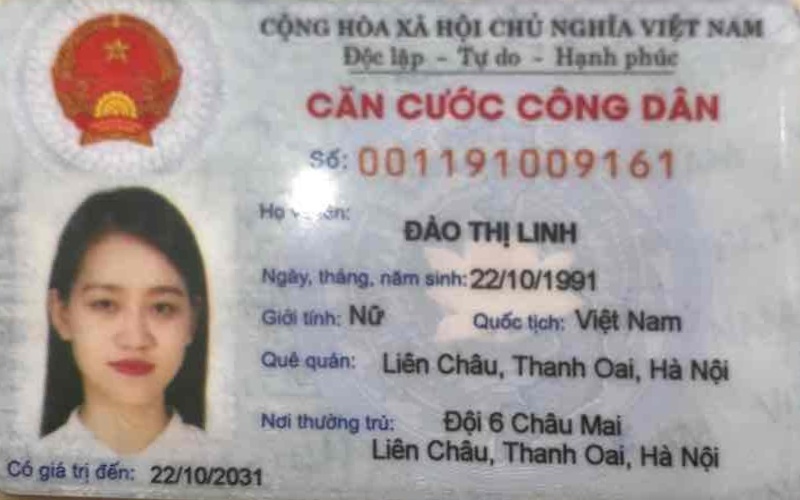 CỘNG HÒA XÃ HỘI CHỦ NGHĨA VIỆT NAM
Độc lập - Tự do - Hạnh phúc
CĂN CƯỚC CÔNG DÂN
Số: 001191009161
Họ
ĐÀO THỊ LINH
Ngày, tháng, năm sinh: 22/10/1991
Giới tính: Nữ Quốc tịch: Việt Nam
Quê quán: Liên Châu, Thanh Oai, Hà Nội
Nơi thường trú: Đội 6 Châu Mai
Liên Châu, Thanh Oai, Hà Nội
Có giá trị đến: 22/10/2031